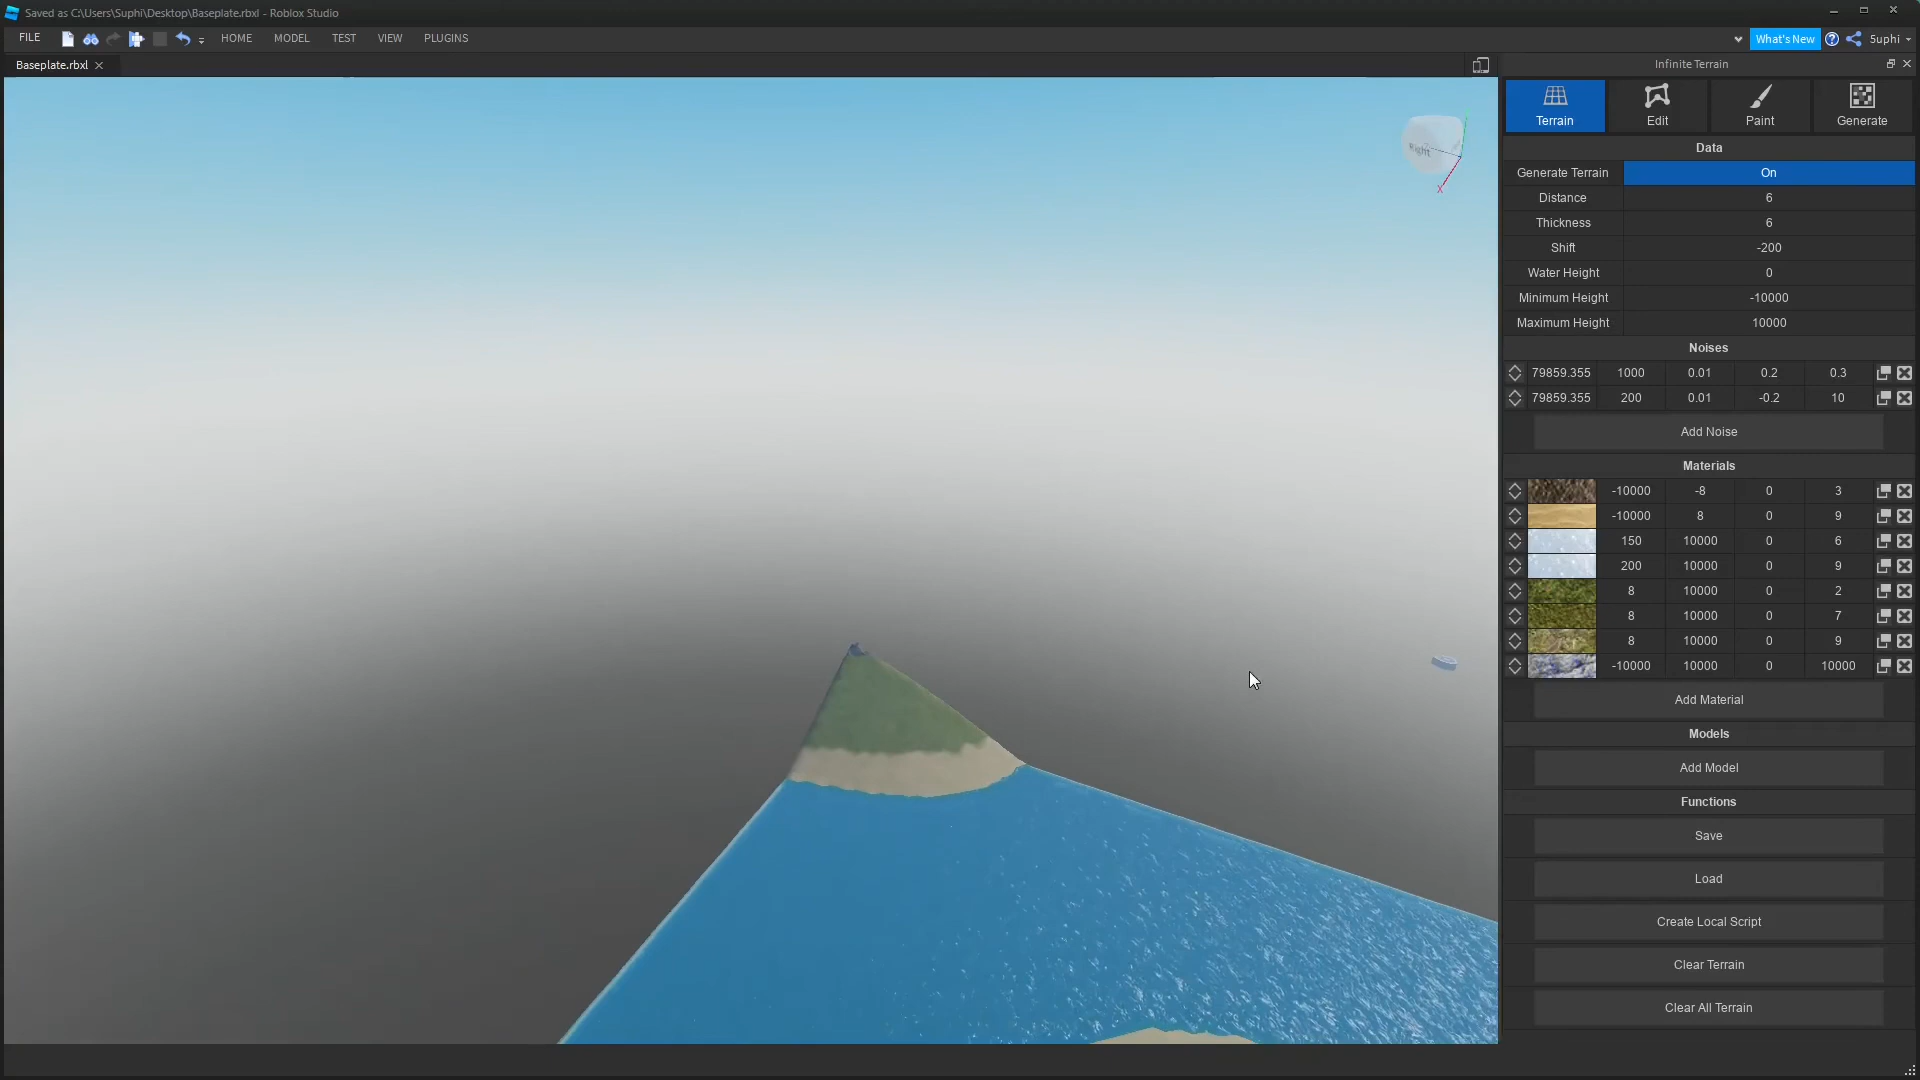 Saved as C:\Users\Suphi\Desktop\Baseplate.rbxl - Roblox Studio
FILE HOME MODEL TEST VIEW PLUGINS What's New ? 5uphi
Baseplate.rbxl
Infinite Terrain
Terrain Edit Paint Generate
Data
Generate Terrain On
Distance 6
Thickness 6
Shift -200
Water Height 0
Minimum Height -10000
Maximum Height 10000
Noises
79859.355 1000 0.01 0.2 0.3
79859.355 200 0.01 -0.2 10
Add Noise
Materials
-10000 -8 0 3
-10000 8 0 9
150 10000 0 6
200 10000 0 9
8 10000 0 2
8 10000 0 7
8 10000 0 9
-10000 10000 0 10000
Add Material
Models
Add Model
Functions
Save
Load
Create Local Script
Clear Terrain
Clear All Terrain
Right
X